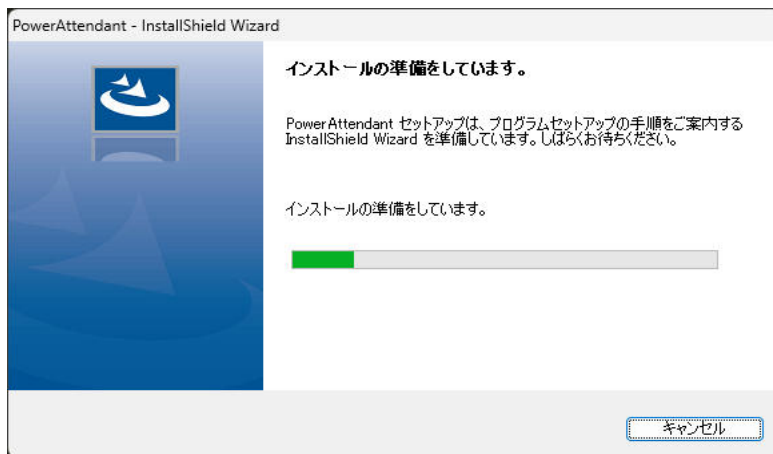 PowerAttendant - InstallShield Wizard
インストールの準備をしています。
PowerAttendant セットアップは、プログラムセットアップの手順をご案内する
InstallShield Wizard を準備しています。しばらくお待ちください。
インストールの準備をしています。
キャンセル